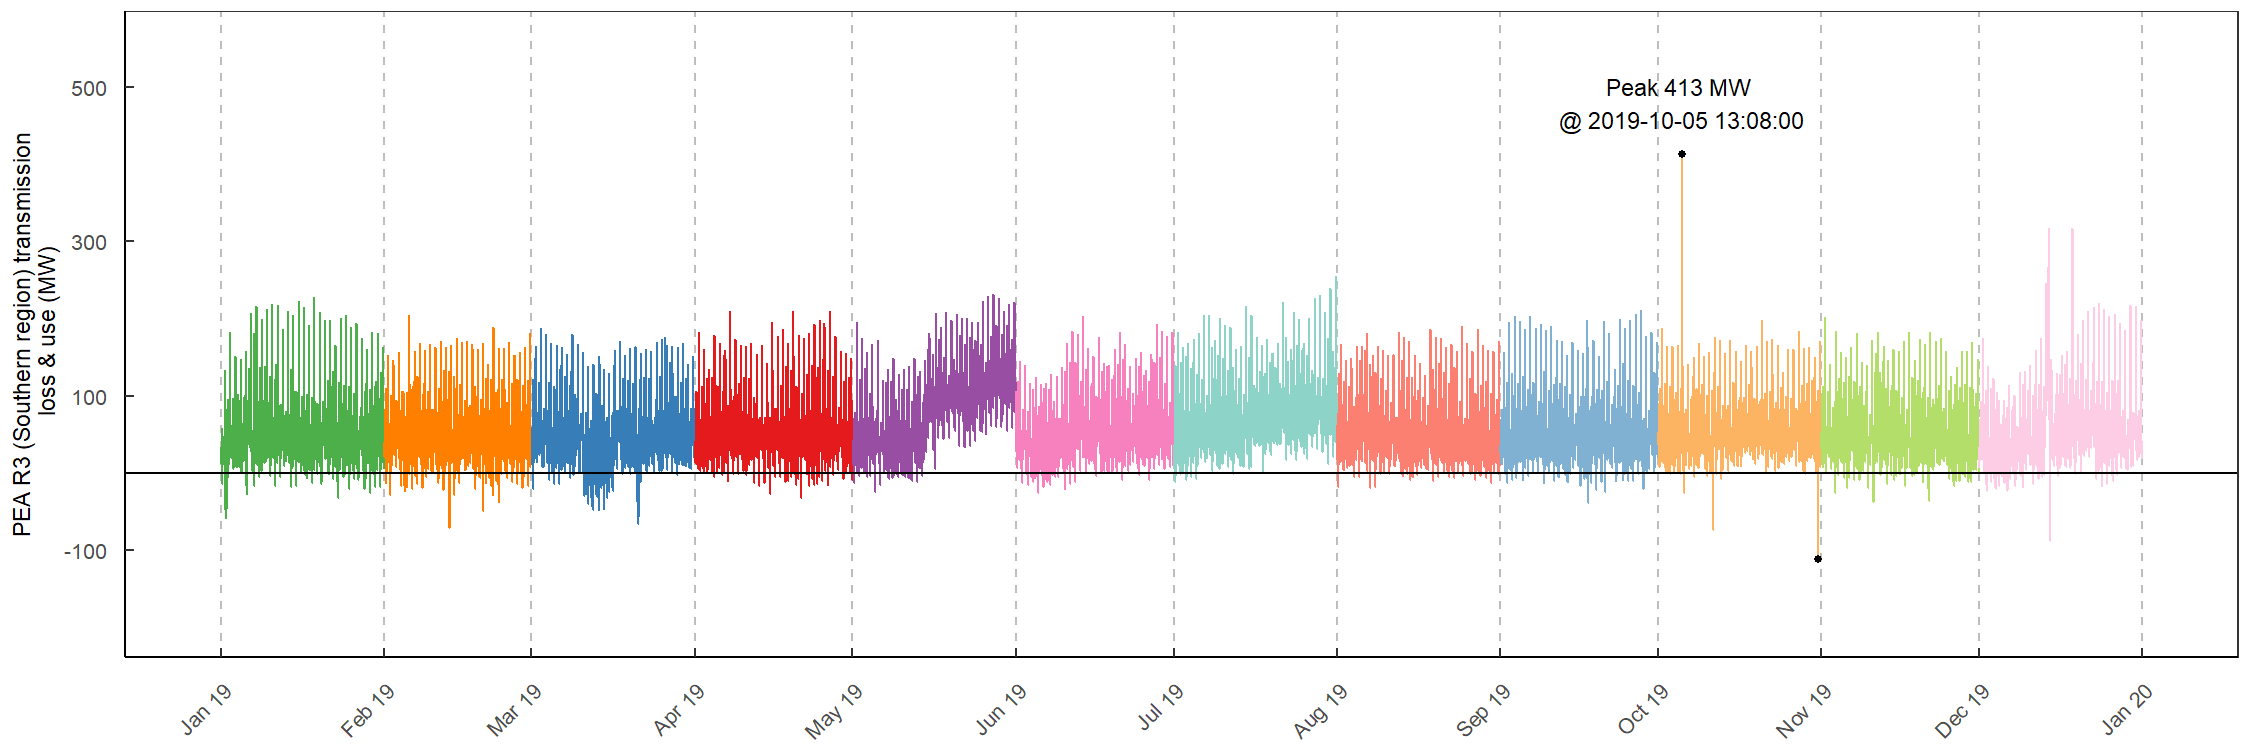 PEA R3 (Southern region) transmission
loss & use (MW)
500
300
100
-100
Peak 413 MW
@ 2019-10-05 13:08:00
Jan 19
Feb 19
Mar 19
Apr 19
May 19
Jun 19
Jul 19
Aug 19
Sep 19
Oct 19
Nov 19
Dec 19
Jan 20